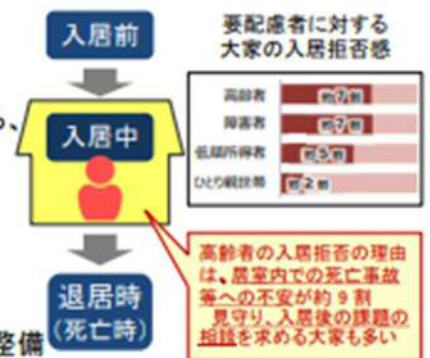 入居前
要配慮者に対する
大家の入居拒否感
高齢者 約7割
障害者 約7割
低額所得者 約5割
ひとり親世帯 約2割
ら、
入居中
高齢者の入居拒否の理由
は、居室内での死亡事故
等への不安が約9割
見守り、入居後の課題の
相談を求める大家も多い
退居時
(死亡時)
整備